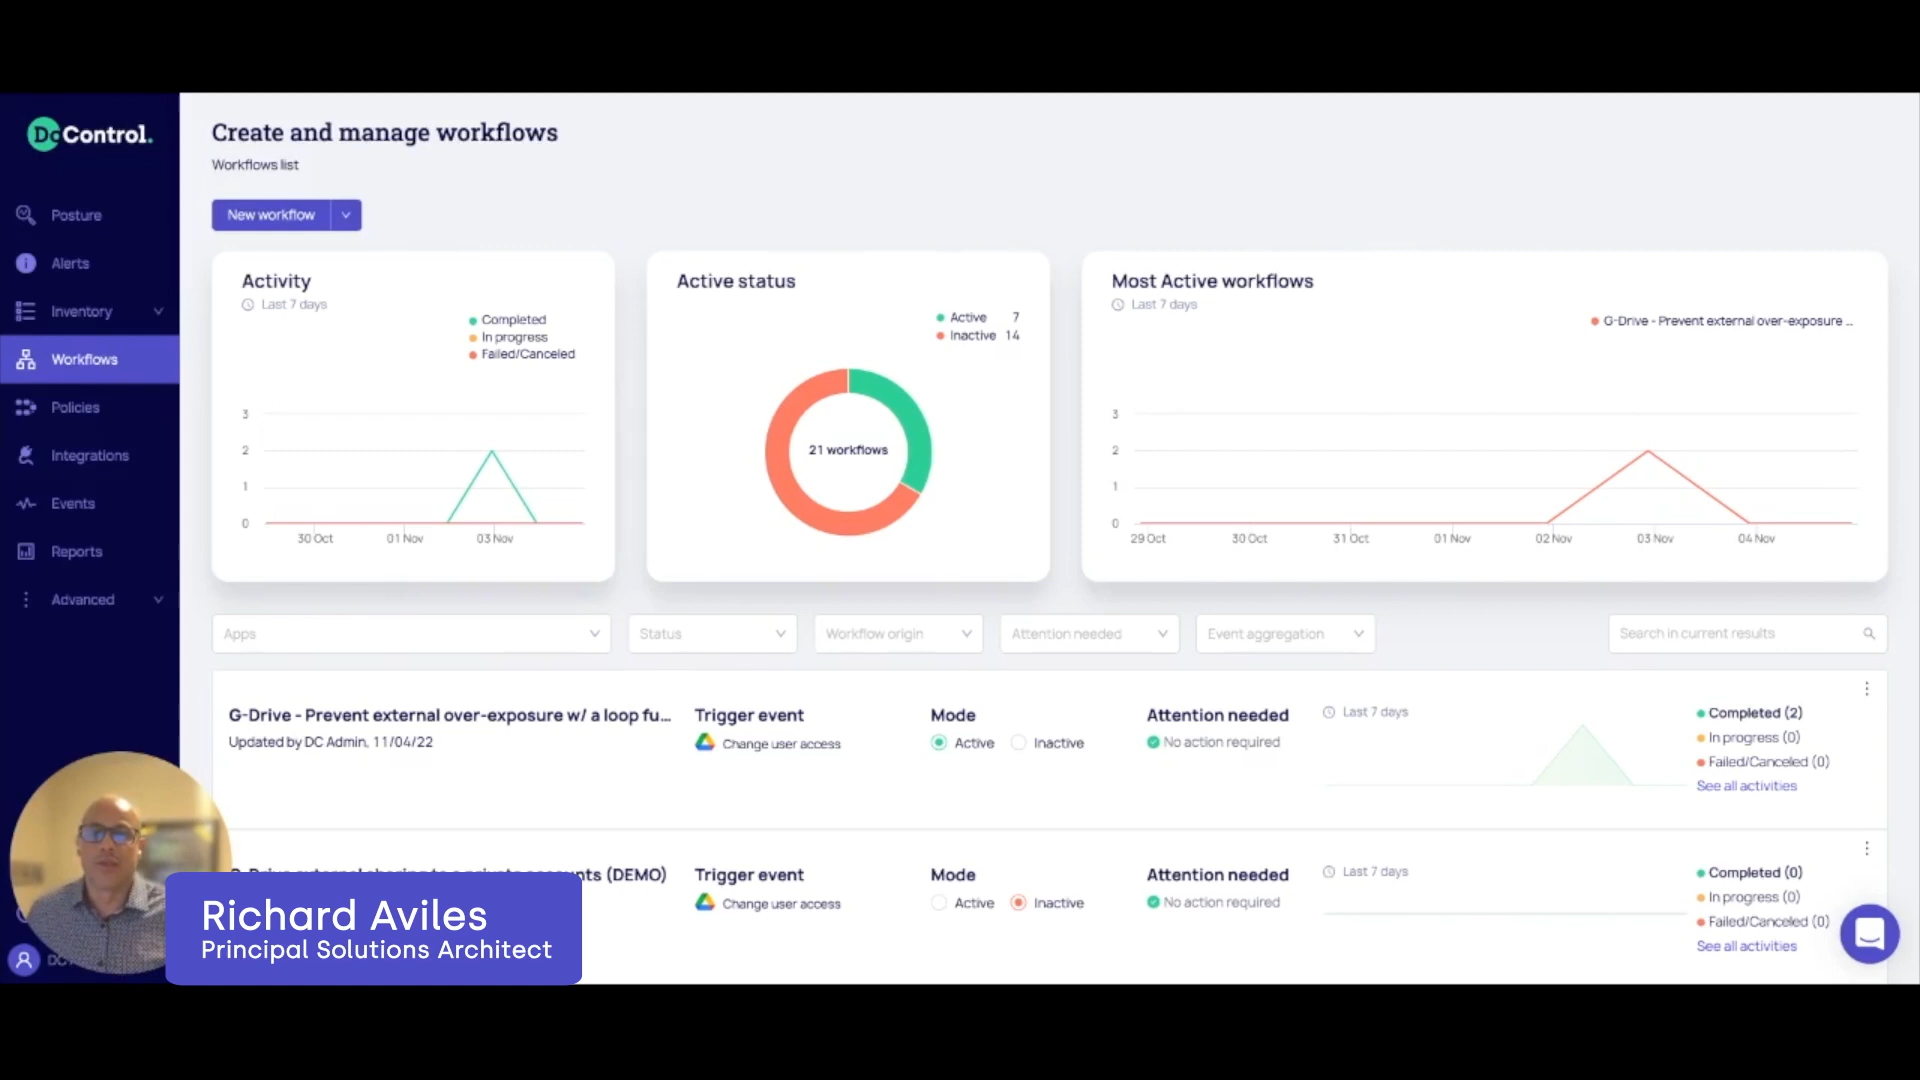 DoControl.
Posture
Alerts
Inventory
Workflows
Policies
Integrations
Events
Reports
Advanced
Create and manage workflows
Workflows list
New workflow
Activity
Last 7 days
Completed
In progress
Failed/Canceled
3
2
1
0
30 Oct 01 Nov 03 Nov
Active status
Active 7
Inactive 14
21 workflows
Most Active workflows
Last 7 days
G-Drive - Prevent external over-exposure ...
3
2
1
0
29 Oct 30 Oct 31 Oct 01 Nov 02 Nov 03 Nov 04 Nov
Apps Status Workflow origin Attention needed Event aggregation Search in current results
G-Drive - Prevent external over-exposure w/ a loop fu...
Updated by DC Admin, 11/04/22
Trigger event
Change user access
Mode
Active Inactive
Attention needed
No action required
Last 7 days
Completed (2)
In progress (0)
Failed/Canceled (0)
See all activities
(DEMO)
Trigger event
Change user access
Mode
Active Inactive
Attention needed
No action required
Last 7 days
Completed (0)
In progress (0)
Failed/Canceled (0)
See all activities
Richard Aviles
Principal Solutions Architect